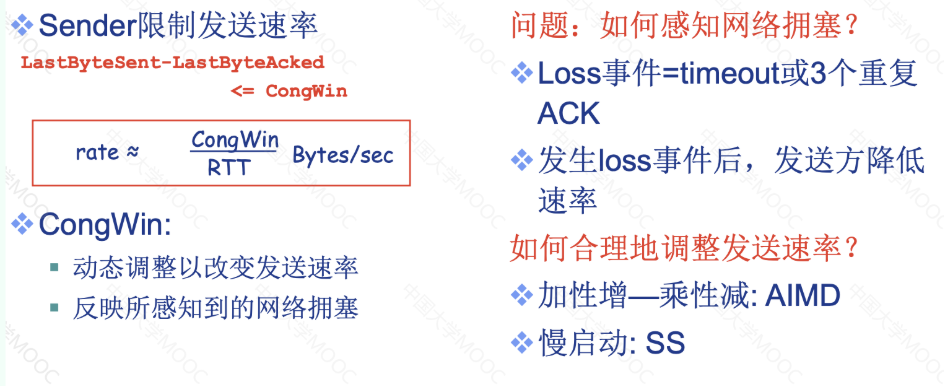 Sender限制发送速率
LastByteSent-LastByteAcked
<= CongWin
rate ≈ CongWin
RTT Bytes/sec
CongWin:
动态调整以改变发送速率
反映所感知到的网络拥塞
问题：如何感知网络拥塞？
Loss事件=timeout或3个重复
ACK
发生loss事件后，发送方降低
速率
如何合理地调整发送速率？
加性增—乘性减: AIMD
慢启动: SS
中国大学MOOC